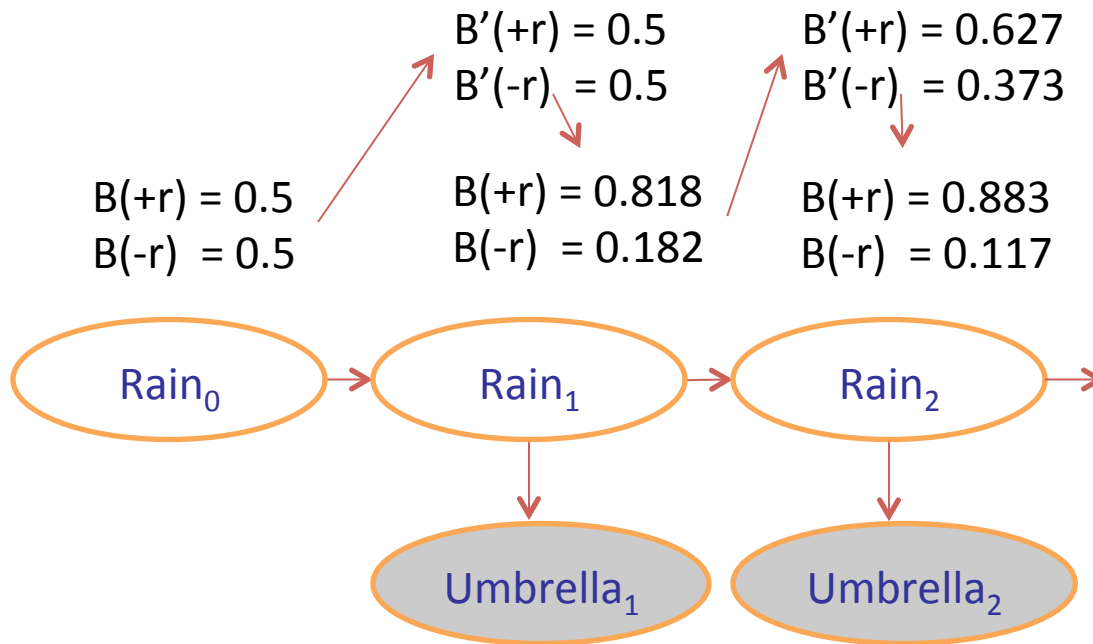 B’(+r) = 0.5
B’(-r) = 0.5
B’(+r) = 0.627
B’(-r) = 0.373
B(+r) = 0.5
B(-r) = 0.5
B(+r) = 0.818
B(-r) = 0.182
B(+r) = 0.883
B(-r) = 0.117
Rain₀
Rain₁
Rain₂
Umbrella₁
Umbrella₂